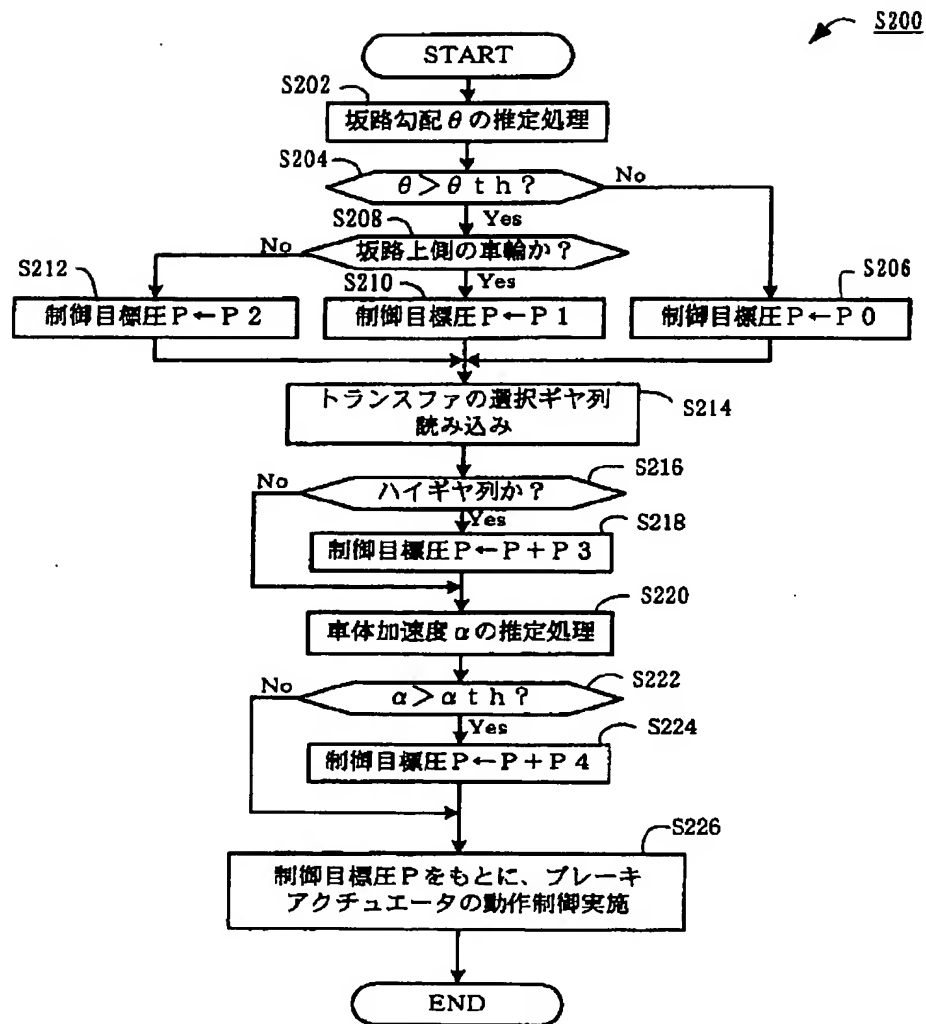 S200
START
S202
坂路勾配θの推定処理
S204
θ>θth?
No
Yes
S208
坂路上側の車輪か?
No
Yes
S212
制御目標圧P←P2
S210
制御目標圧P←P1
S206
制御目標圧P←P0
トランスファの選択ギヤ列
読み込み
S214
S216
ハイギヤ列か?
No
Yes
S218
制御目標圧P←P+P3
S220
車体加速度αの推定処理
S222
α>αth?
No
Yes
S224
制御目標圧P←P+P4
S226
制御目標圧Pをもとに、ブレーキ
アクチュエータの動作制御実施
END